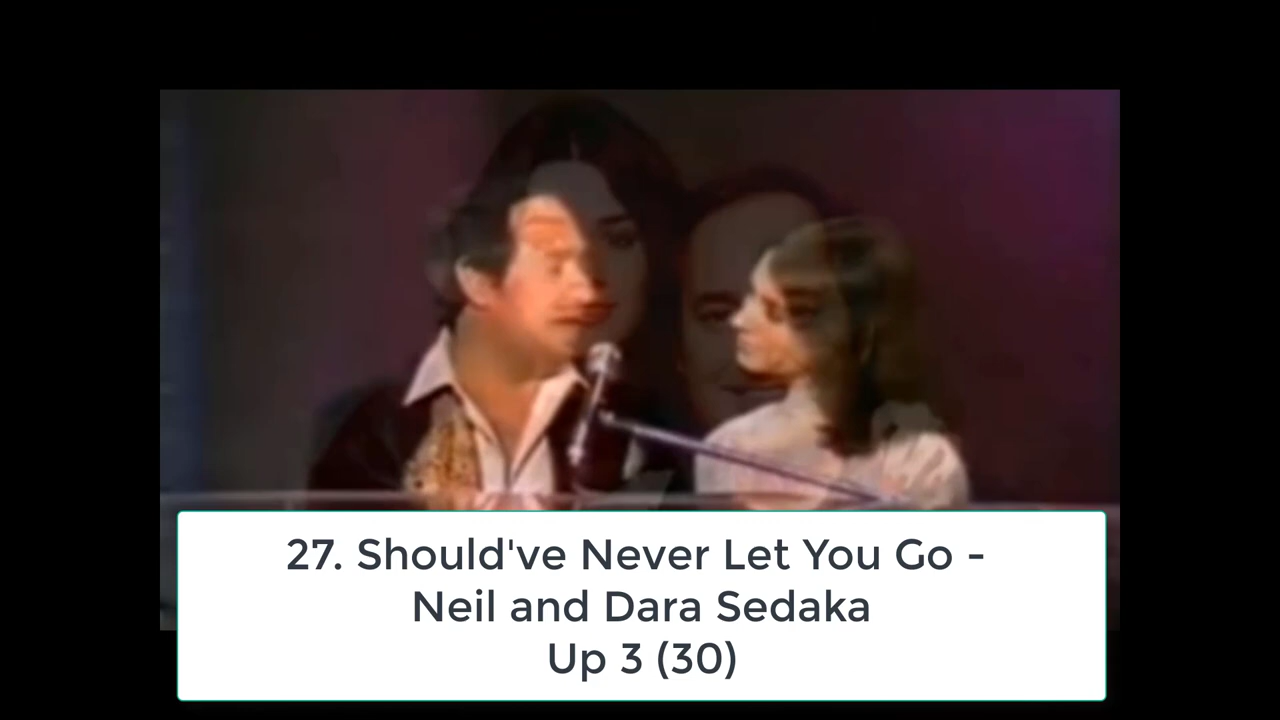 27. Should've Never Let You Go -
Neil and Dara Sedaka
Up 3 (30)